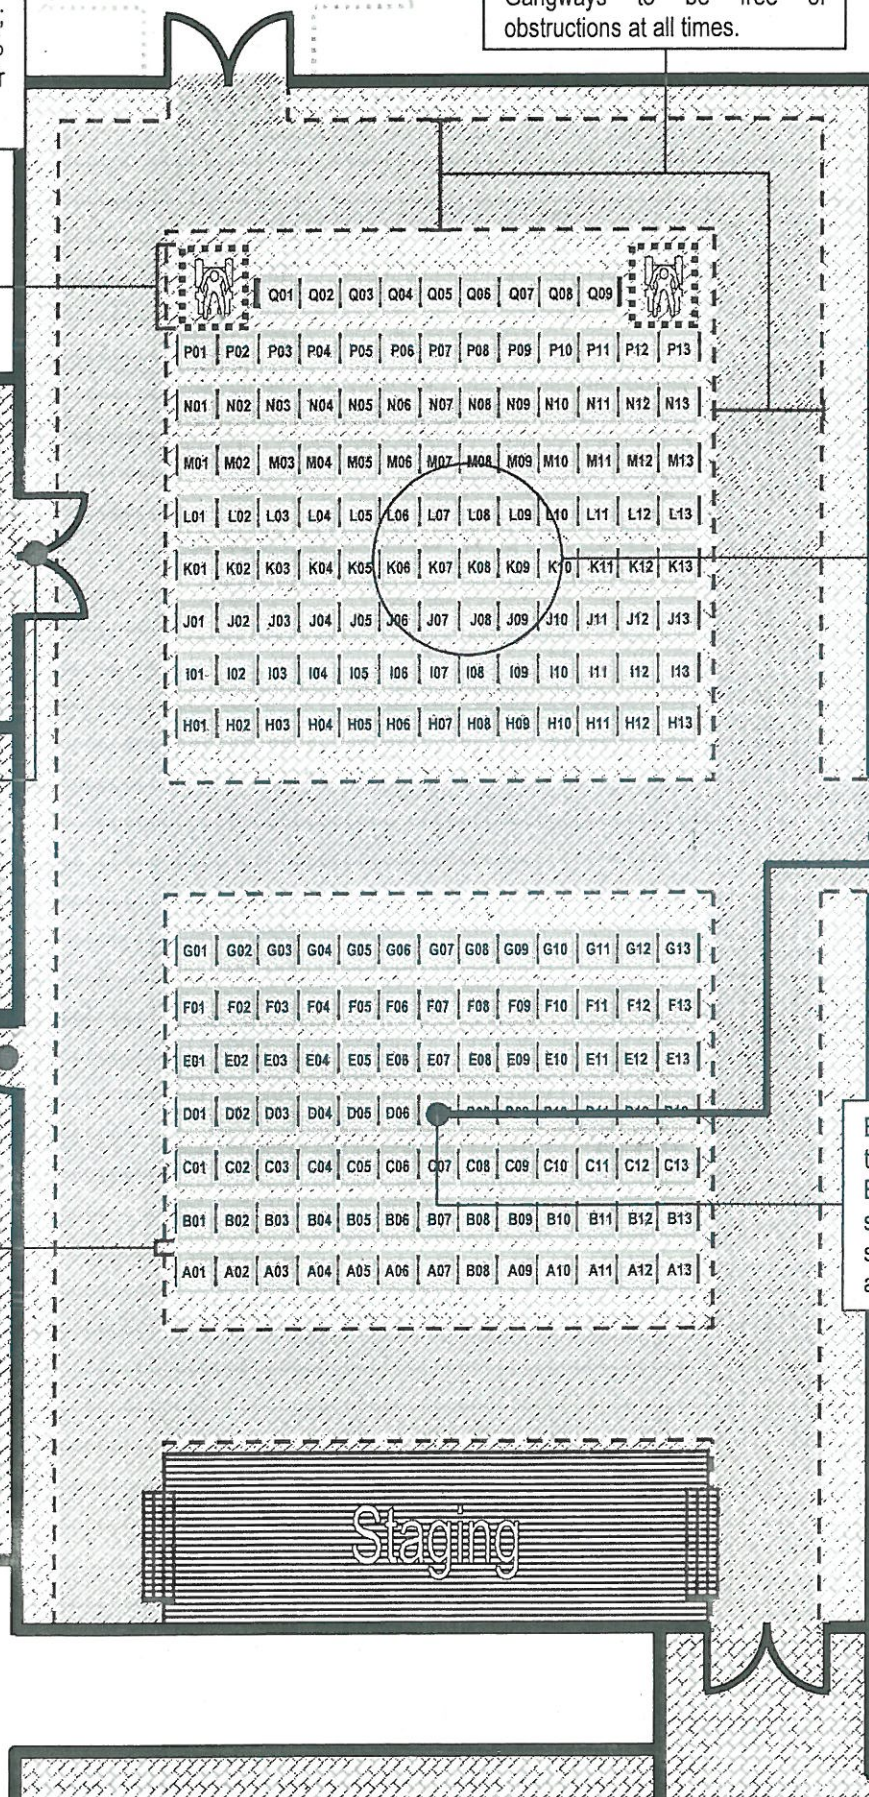 T
Gangways to be free of
obstructions at all times.
Q01 Q02 Q03 Q04 Q05 Q06 Q07 Q08 Q09
P01 P02 P03 P04 P05 P06 P07 P08 P09 P10 P11 P12 P13
N01 N02 N03 N04 N05 N06 N07 N08 N09 N10 N11 N12 N13
M01 M02 M03 M04 M05 M06 M07 M08 M09 M10 M11 M12 M13
L01 L02 L03 L04 L05 L06 L07 L08 L09 L10 L11 L12 L13
K01 K02 K03 K04 K05 K06 K07 K08 K09 K10 K11 K12 K13
J01 J02 J03 J04 J05 J06 J07 J08 J09 J10 J11 J12 J13
I01 I02 I03 I04 I05 I06 I07 I08 I09 I10 I11 I12 I13
H01 H02 H03 H04 H05 H06 H07 H08 H09 H10 H11 H12 H13
G01 G02 G03 G04 G05 G06 G07 G08 G09 G10 G11 G12 G13
F01 F02 F03 F04 F05 F06 F07 F08 F09 F10 F11 F12 F13
E01 E02 E03 E04 E05 E06 E07 E08 E09 E10 E11 E12 E13
D01 D02 D03 D04 D05 D06
C01 C02 C03 C04 C05 C06 C07 C08 C09 C10 C11 C12 C13
B01 B02 B03 B04 B05 B06 B07 B08 B09 B10 B11 B12 B13
A01 A02 A03 A04 A05 A06 A07 B08 A09 A10 A11 A12 A13
Staging